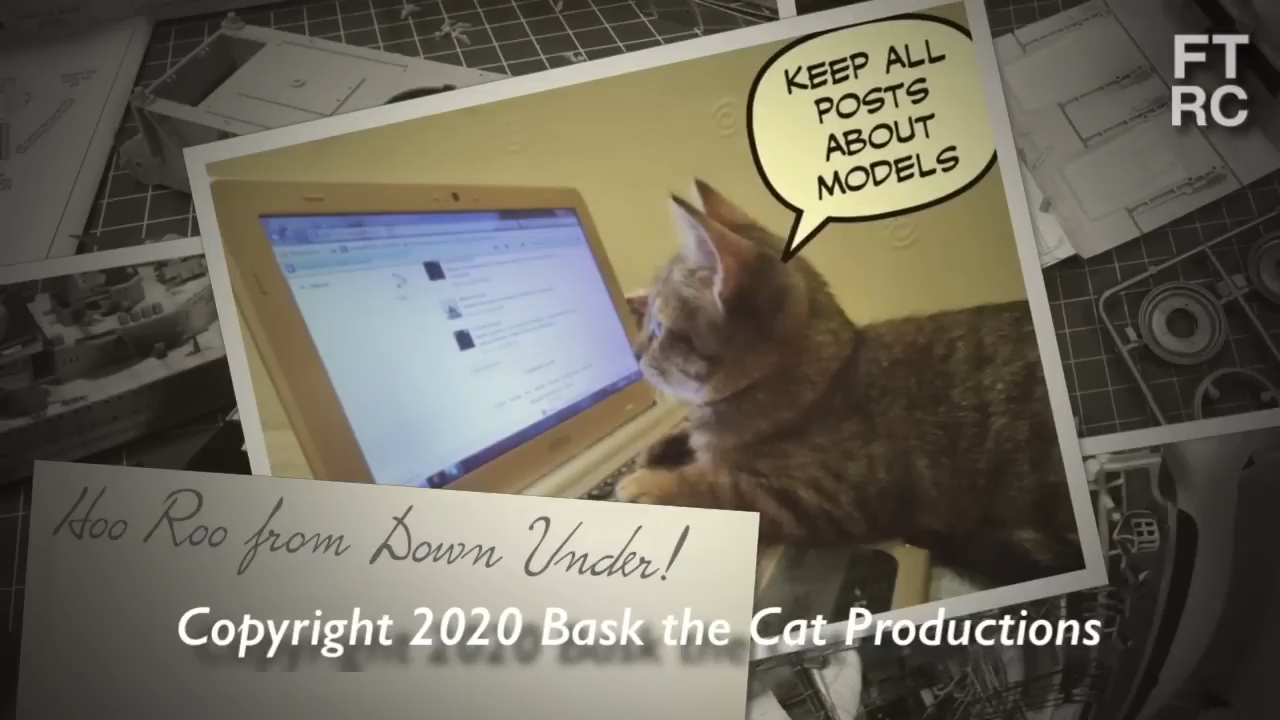 FT
RC
KEEP ALL
POSTS
ABOUT
MODELS
Hoo Roo from Down Under!
Copyright 2020 Bask the Cat Productions